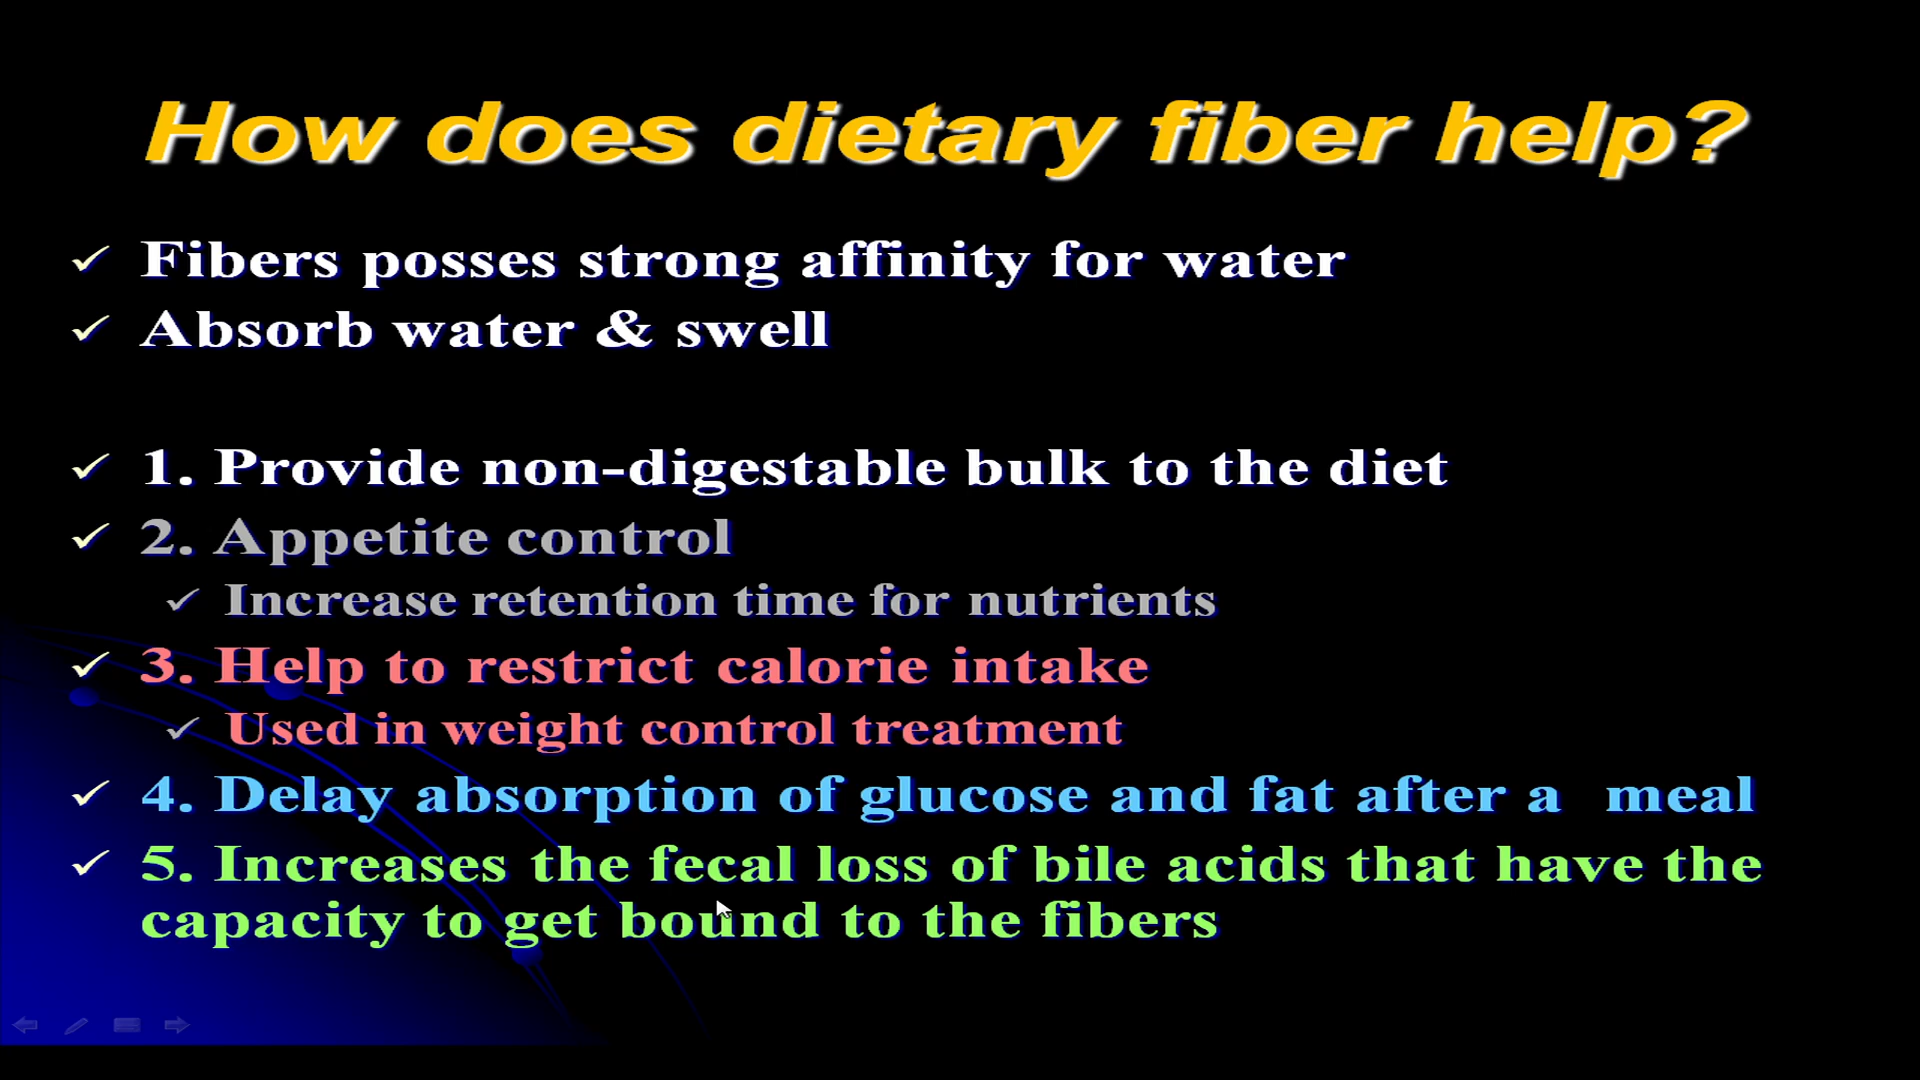 How does dietary fiber help?
Fibers posses strong affinity for water
Absorb water & swell
1. Provide non-digestable bulk to the diet
2. Appetite control
Increase retention time for nutrients
3. Help to restrict calorie intake
Used in weight control treatment
4. Delay absorption of glucose and fat after a meal
5. Increases the fecal loss of bile acids that have the
capacity to get bound to the fibers